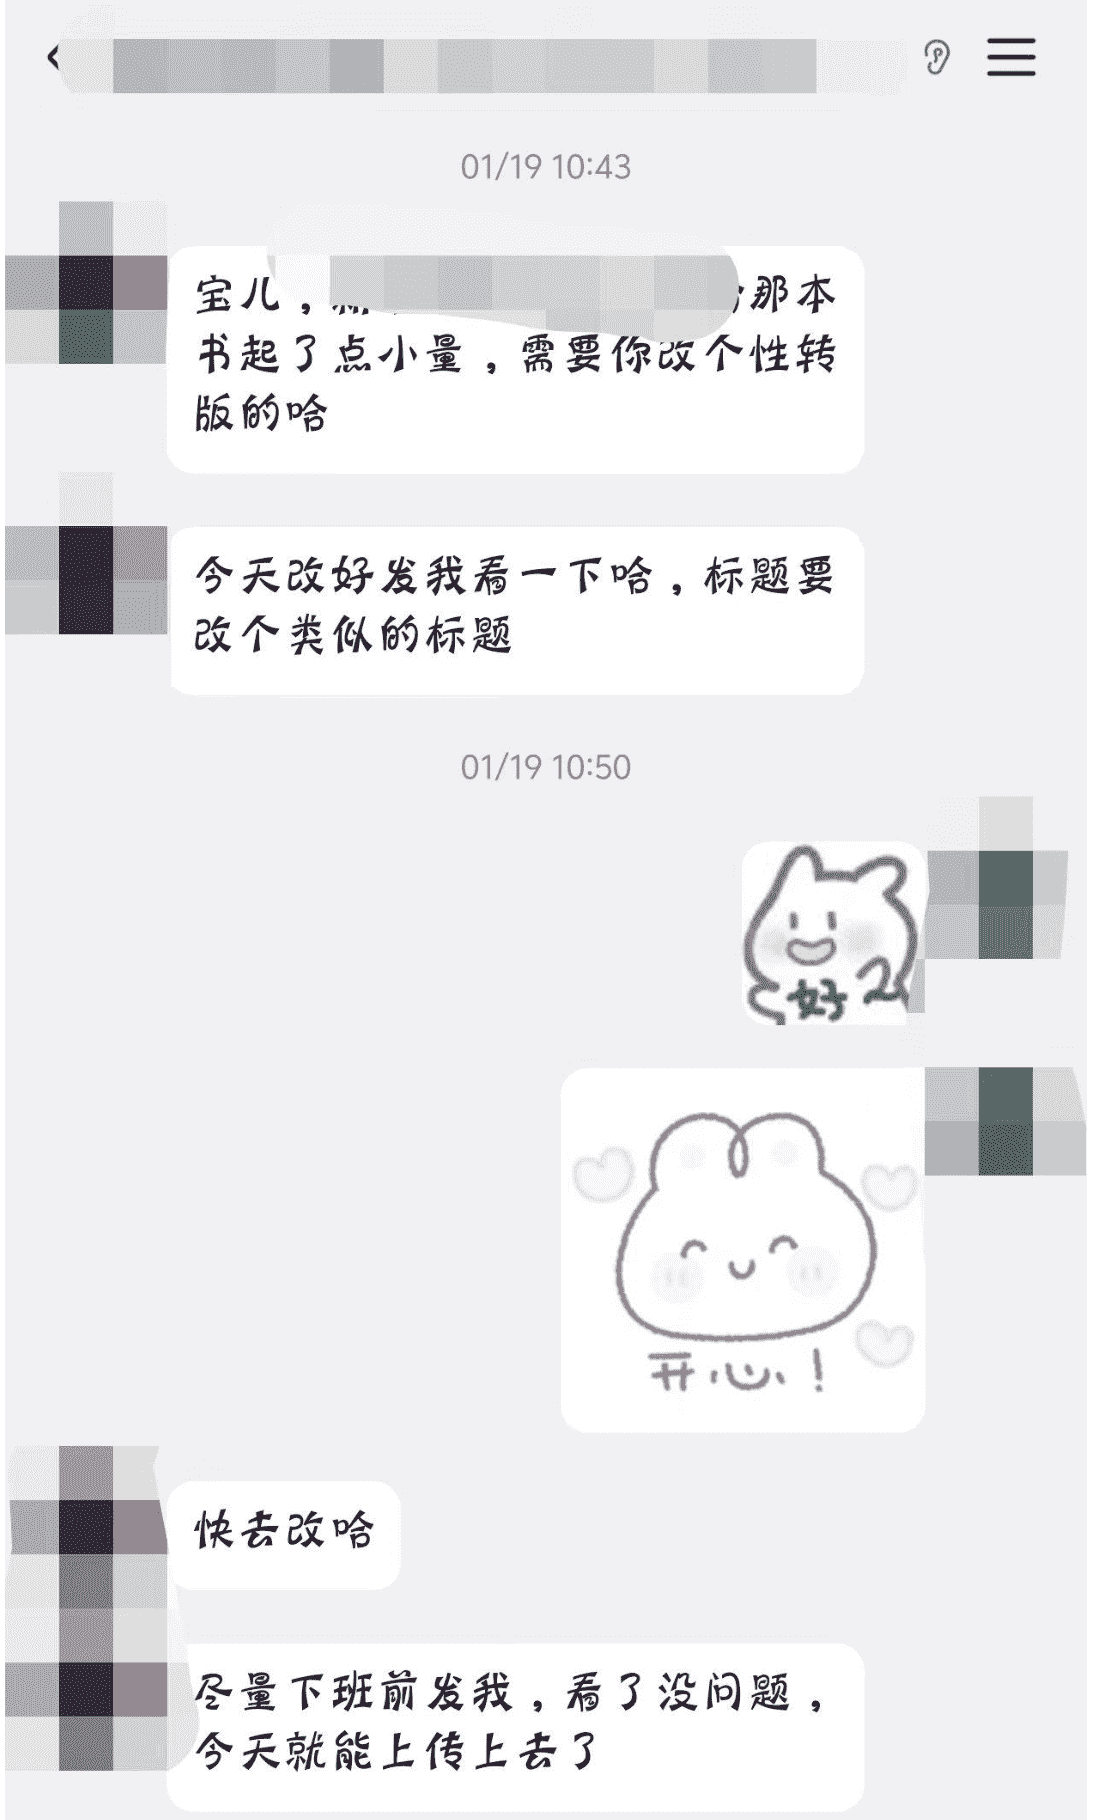 01/19 10:43
宝儿，那本
书起了点小量，需要你改个性转
版的哈
今天改好发我看一下哈，标题要
改个类似的标题
01/19 10:50
好
开心！
快去改哈
尽量下班前发我，看了没问题，
今天就能上传上去了